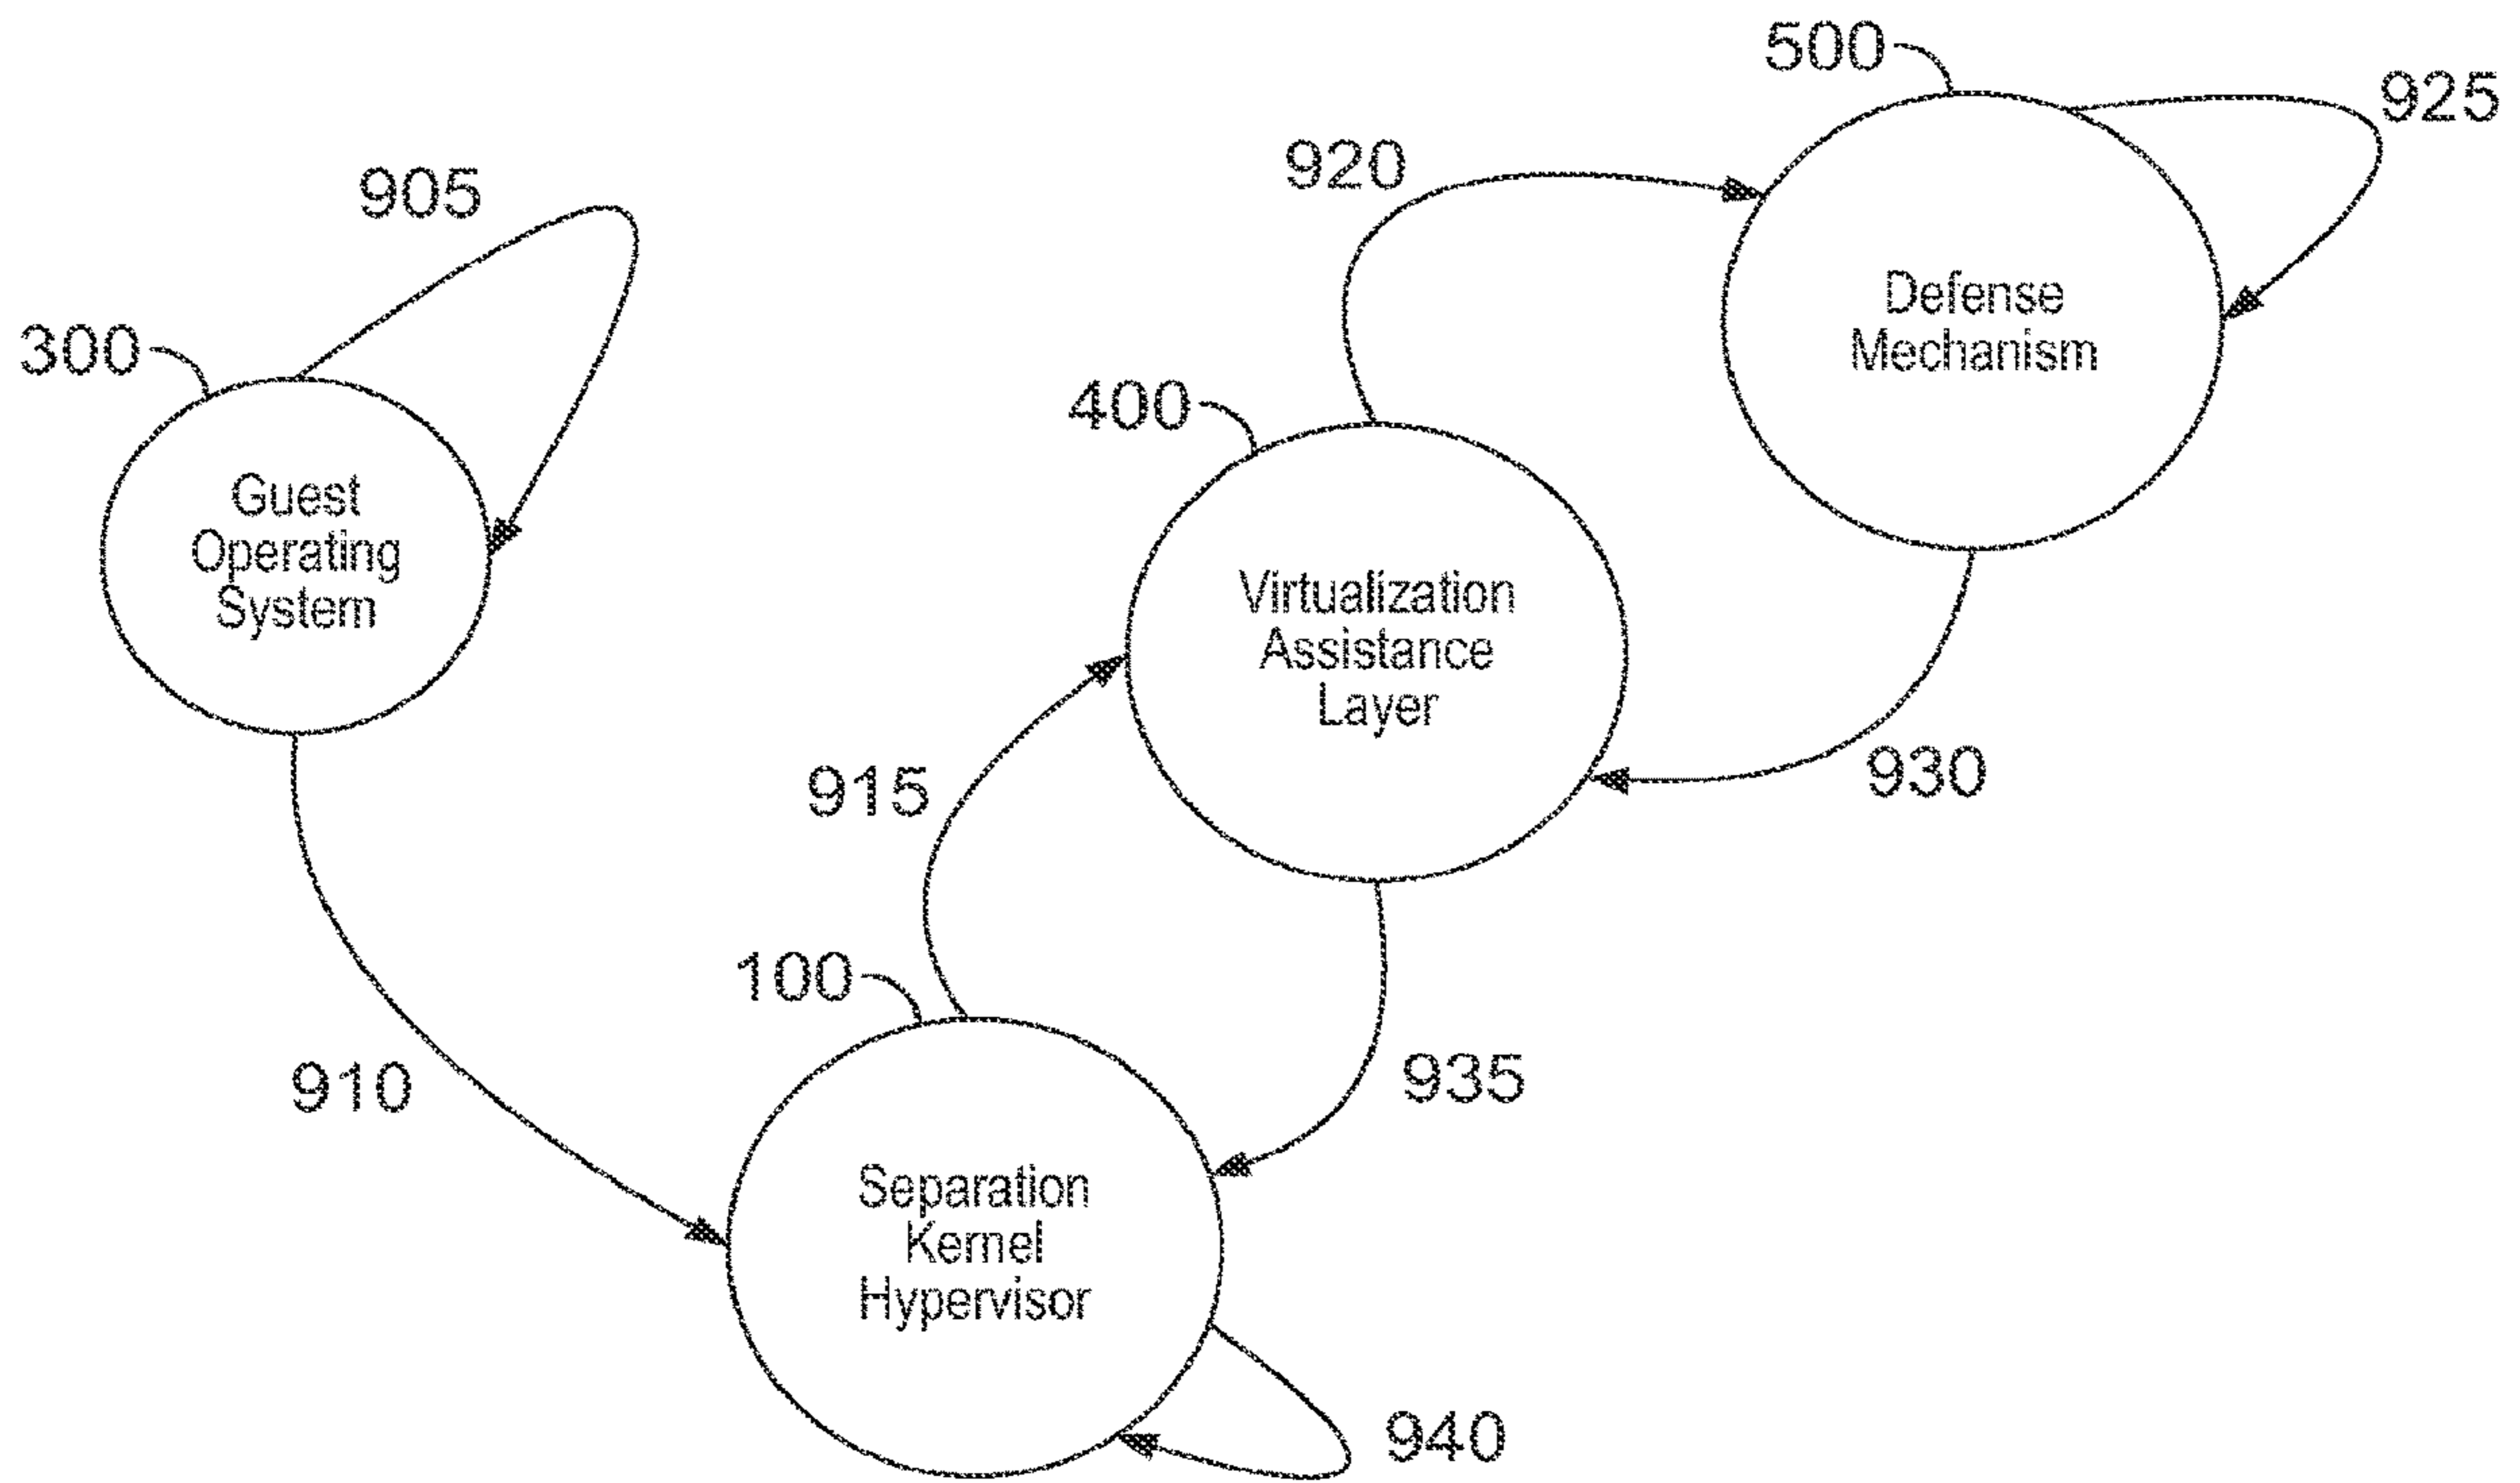 500
925
920
905
300
Defense
Mechanism
400
Guest
Operating
System
Virtualization
Assistance
Layer
915
930
100
910
935
Separation
Kernel
Hypervisor
940